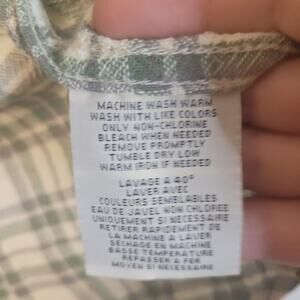 MACHINE WASH WARM
WASH WITH LIKE COLORS
ONLY NON-CHLORINE
BLEACH WHEN NEEDED
REMOVE PROMPTLY
TUMBLE DRY LOW
WARM IRON IF NEEDED
LAVAGE A 40°
LAVER AVEC
COULEURS SEMBLABLES
EAU DE JAVEL NON CHLOREE
UNIQUEMENT SI NECESSAIRE
RETIRER RAPIDEMENT DE
LA MACHINE A LAVER
SECHAGE EN MACHINE
BASSE TEMPERATURE
REPASSER A FER
MOYEN SI NECESSAIRE